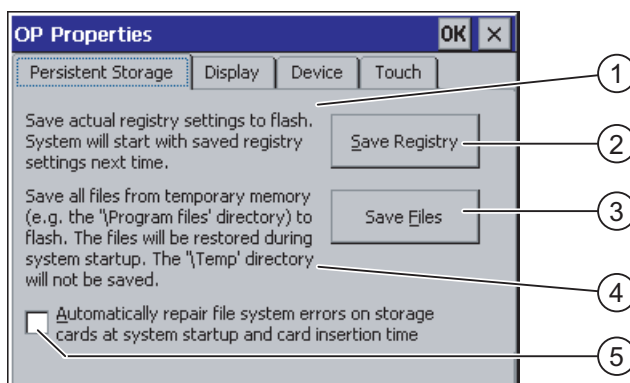 OP Properties OK ×
Persistent Storage Display Device Touch
1
Save actual registry settings to flash.
System will start with saved registry
settings next time.
Save Registry
2
Save all files from temporary memory
(e.g. the '\Program files' directory) to
flash. The files will be restored during
system startup. The '\Temp' directory
will not be saved.
Save Files
3
4
Automatically repair file system errors on storage
cards at system startup and card insertion time
5